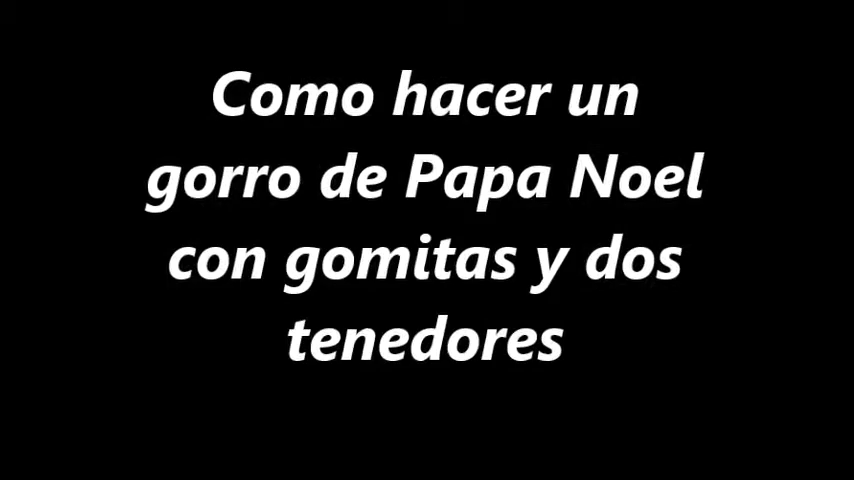 Como hacer un
gorro de Papa Noel
con gomitas y dos
tenedores